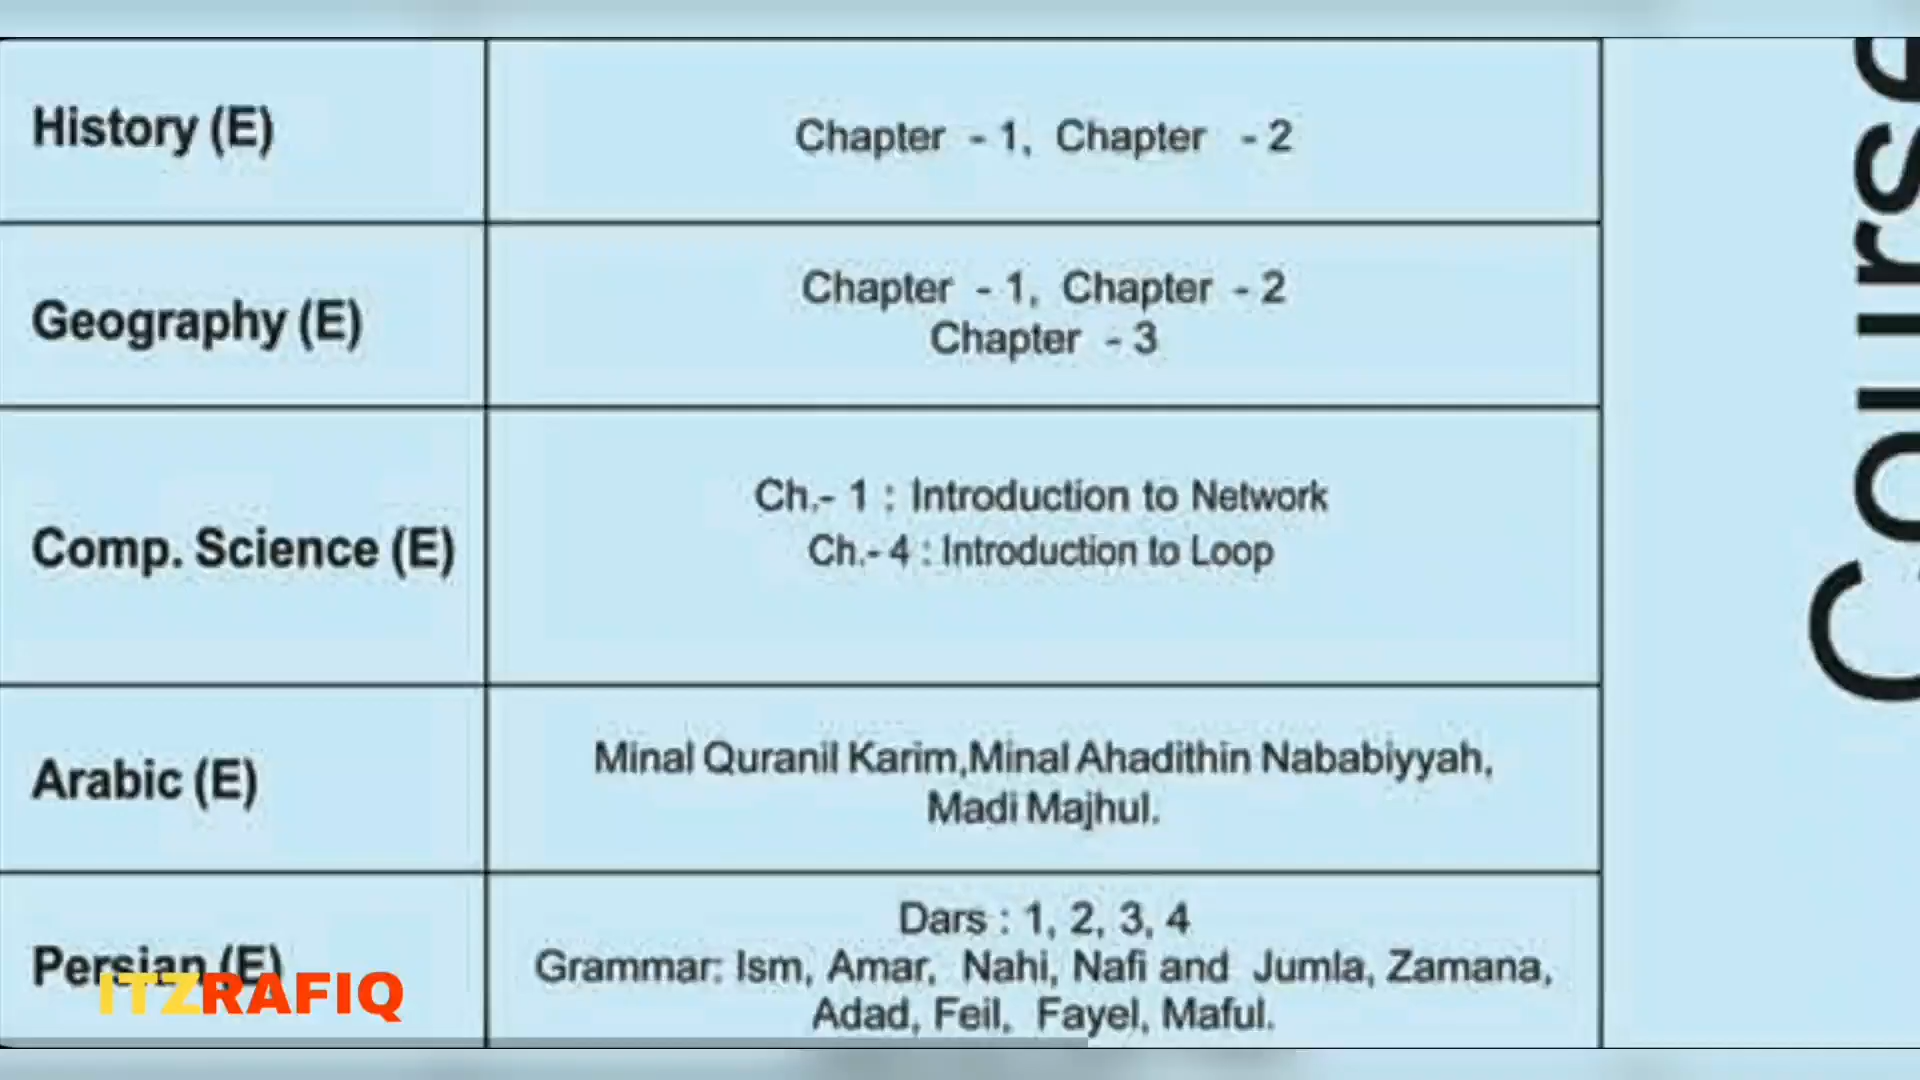 History (E)
Chapter - 1, Chapter - 2
Geography (E)
Chapter - 1, Chapter - 2
Chapter - 3
Comp. Science (E)
Ch.- 1 : Introduction to Network
Ch.- 4 : Introduction to Loop
Arabic (E)
Minal Quranil Karim,Minal Ahadithin Nababiyyah,
Madi Majhul.
Persian (E)
Dars : 1, 2, 3, 4
Grammar: Ism, Amar, Nahi, Nafi and Jumla, Zamana,
Adad, Feil, Fayel, Maful.
Course
ITZRAFIQ